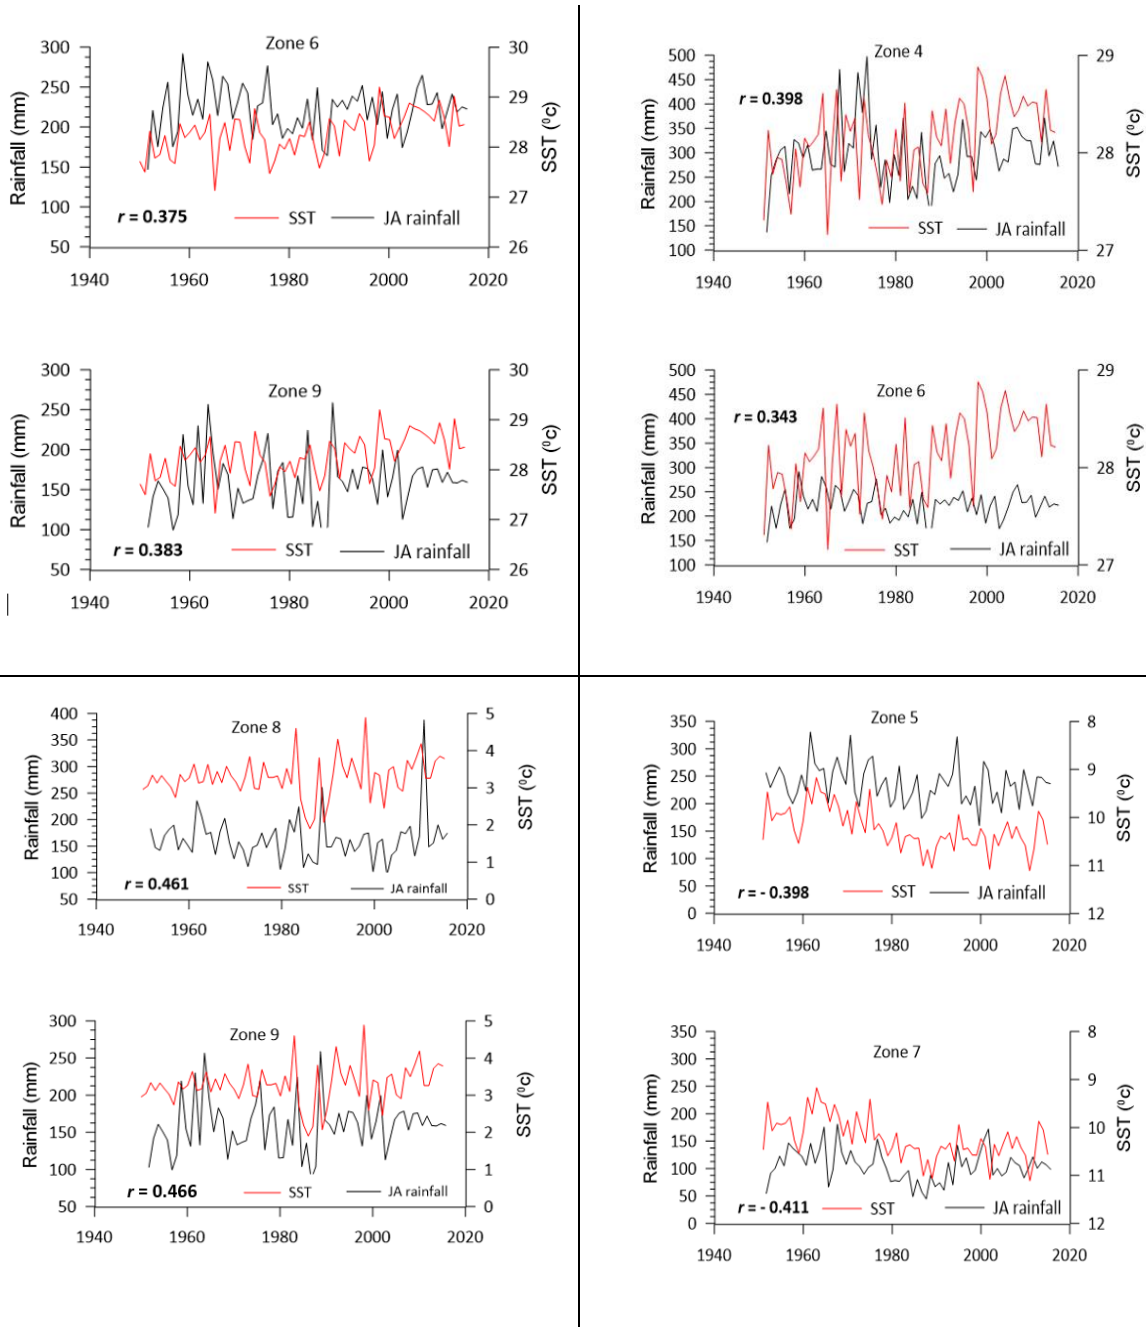 Zone 6
300
250
200
150
100
50
Rainfall (mm)
30
29
28
27
26
SST (⁰c)
r = 0.375
SST
JA rainfall
1940
1960
1980
2000
2020
Zone 9
300
250
200
150
100
50
Rainfall (mm)
30
29
28
27
26
SST (⁰c)
r = 0.383
SST
JA rainfall
1940
1960
1980
2000
2020
Zone 4
500
450
400
350
300
250
200
150
100
Rainfall (mm)
29
28
27
SST (⁰c)
r = 0.398
SST
JA rainfall
1940
1960
1980
2000
2020
Zone 6
500
450
400
350
300
250
200
150
100
Rainfall (mm)
29
28
27
SST (⁰c)
r = 0.343
SST
JA rainfall
1940
1960
1980
2000
2020
Zone 8
400
350
300
250
200
150
100
50
Rainfall (mm)
5
4
3
2
1
0
SST (⁰c)
r = 0.461
SST
JA rainfall
1940
1960
1980
2000
2020
Zone 9
300
250
200
150
100
50
Rainfall (mm)
5
4
3
2
1
0
SST (⁰c)
r = 0.466
SST
JA rainfall
1940
1960
1980
2000
2020
Zone 5
350
300
250
200
150
100
50
0
Rainfall (mm)
8
9
10
11
12
SST (⁰c)
r = - 0.398
SST
JA rainfall
1940
1960
1980
2000
2020
Zone 7
350
300
250
200
150
100
50
0
Rainfall (mm)
8
9
10
11
12
SST (⁰c)
r = - 0.411
SST
JA rainfall
1940
1960
1980
2000
2020